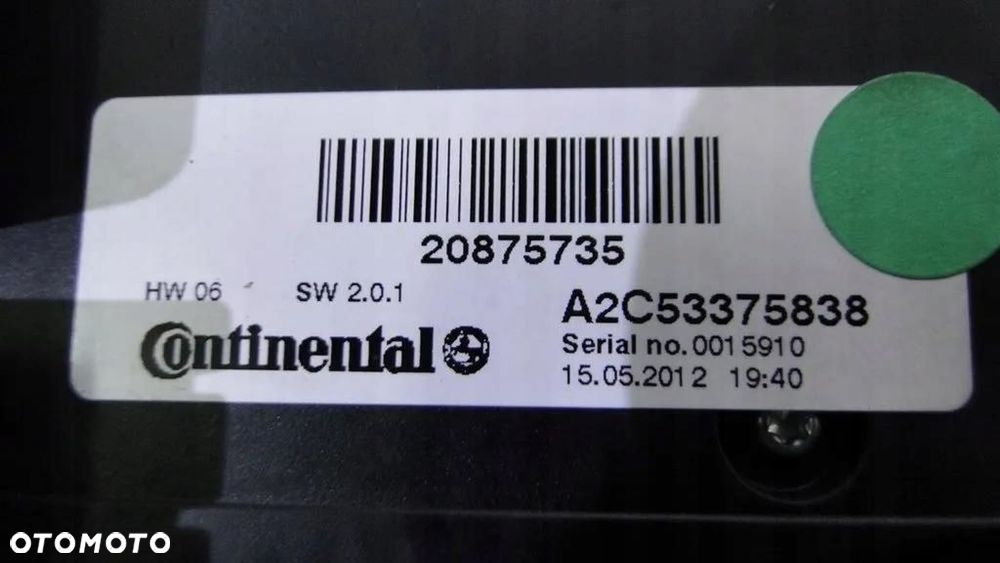 20875735
HW 06 SW 2.0.1
A2C53375838
Continental
Serial no.0015910
15.05.2012 19:40
OTOMOTO